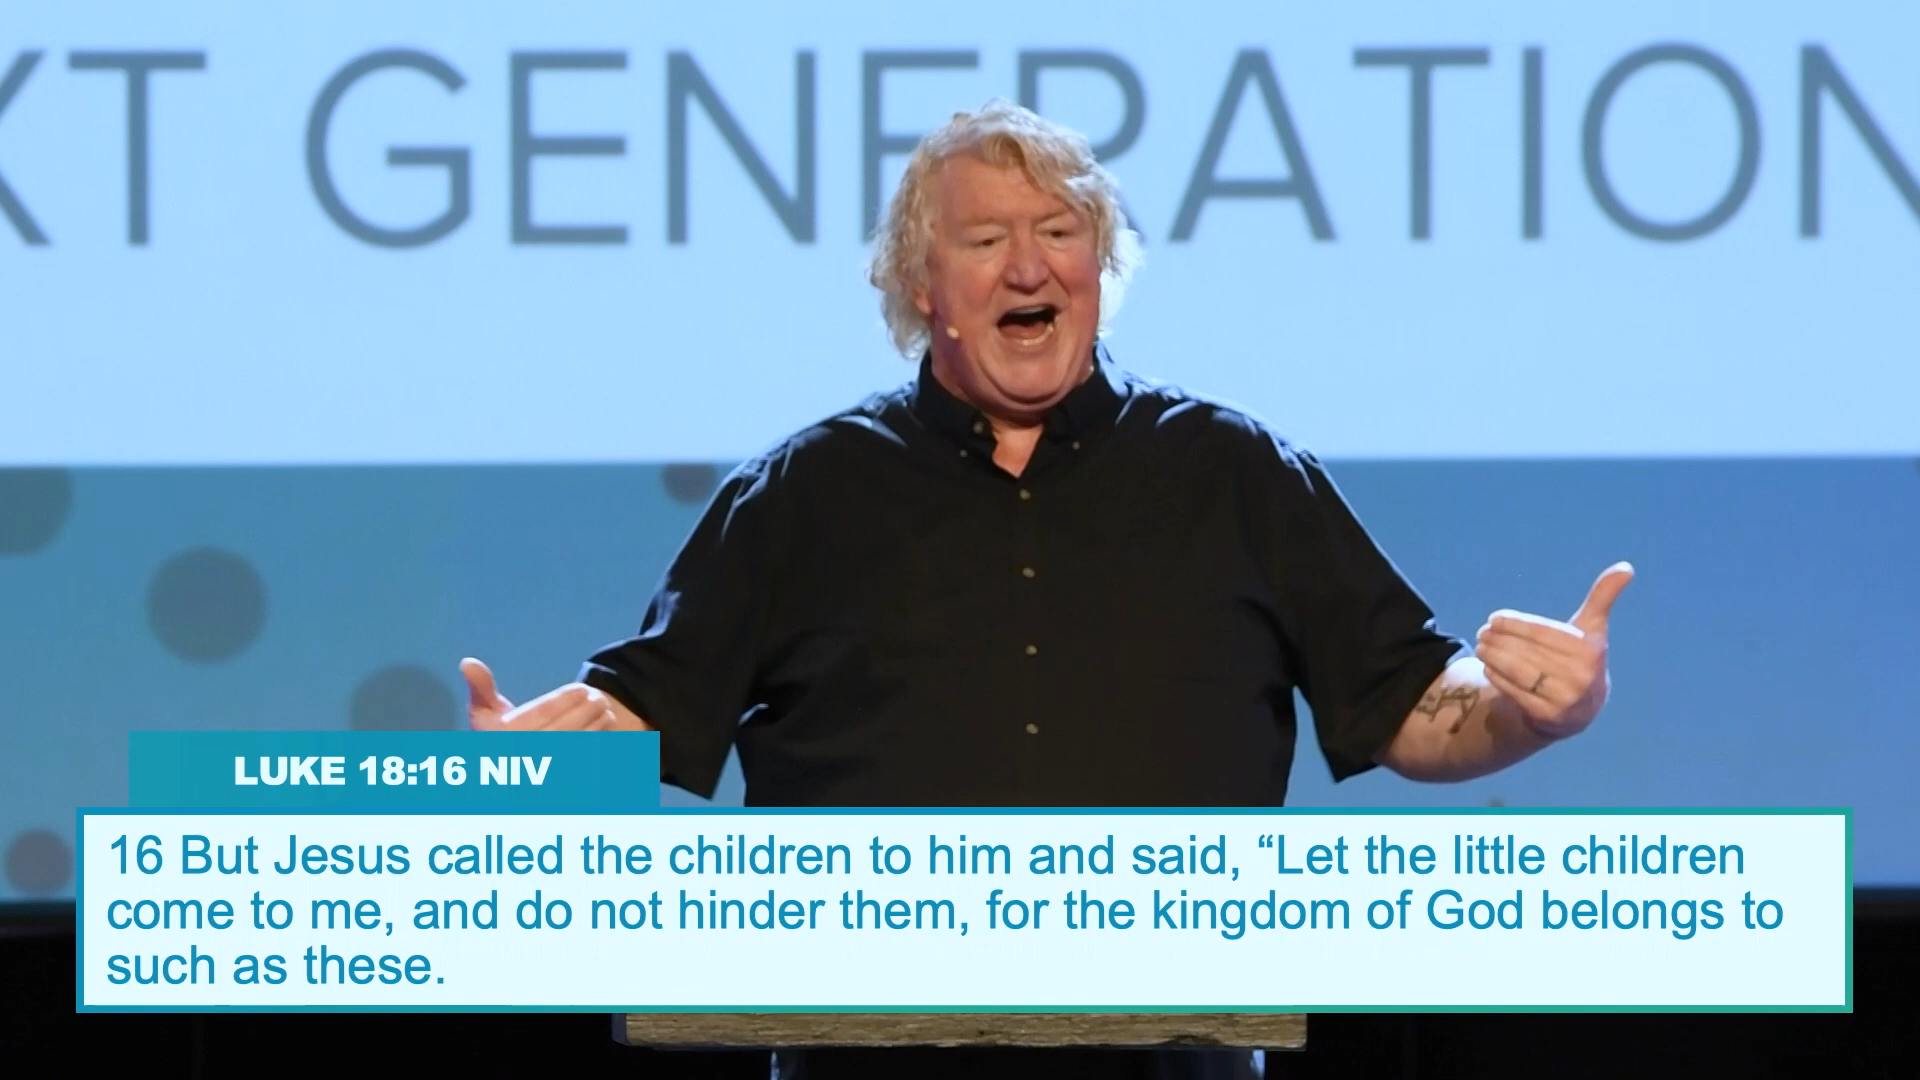 XT GENERATION
LUKE 18:16 NIV
16 But Jesus called the children to him and said, “Let the little children
come to me, and do not hinder them, for the kingdom of God belongs to
such as these.